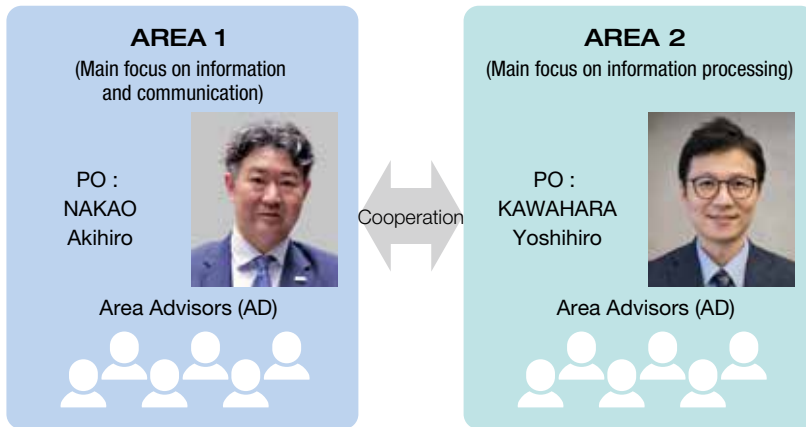 AREA 1
(Main focus on information
and communication)
PO :
NAKAO
Akihiro
Area Advisors (AD)
Cooperation
AREA 2
(Main focus on information processing)
PO :
KAWAHARA
Yoshihiro
Area Advisors (AD)